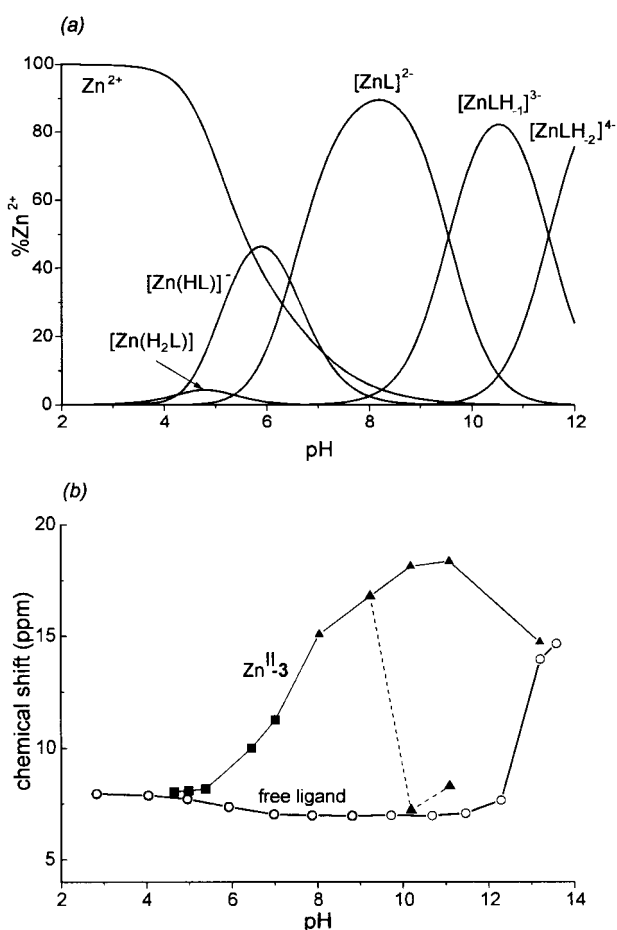 (a)
100
80
60
40
20
0
%Zn²⁺
Zn²⁺
[ZnL]²⁻
[ZnLH₋₁]³⁻
[ZnLH₋₂]⁴⁻
[Zn(HL)]⁻
[Zn(H₂L)]
2 4 6 8 10 12
pH
(b)
20
15
10
5
chemical shift (ppm)
Znᴵᴵ-3
free ligand
2 4 6 8 10 12 14
pH